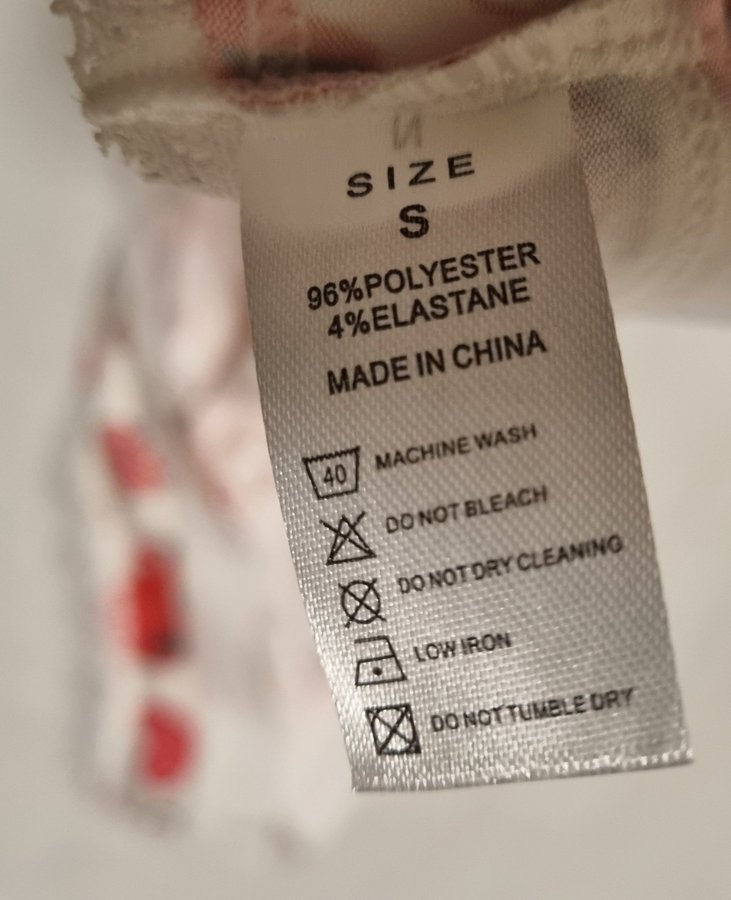 SIZE
S
96%POLYESTER
4%ELASTANE
MADE IN CHINA
40 MACHINE WASH
DO NOT BLEACH
DO NOT DRY CLEANING
LOW IRON
DO NOT TUMBLE DRY